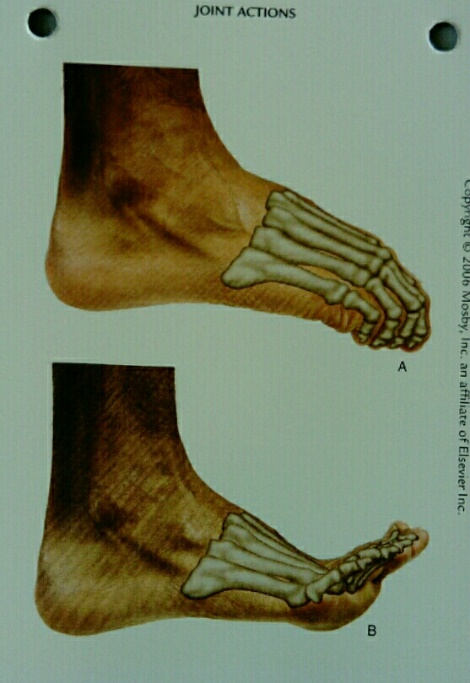 JOINT ACTIONS
A
B
Copyright © 2006 Mosby, Inc. an affiliate of Elsevier Inc.